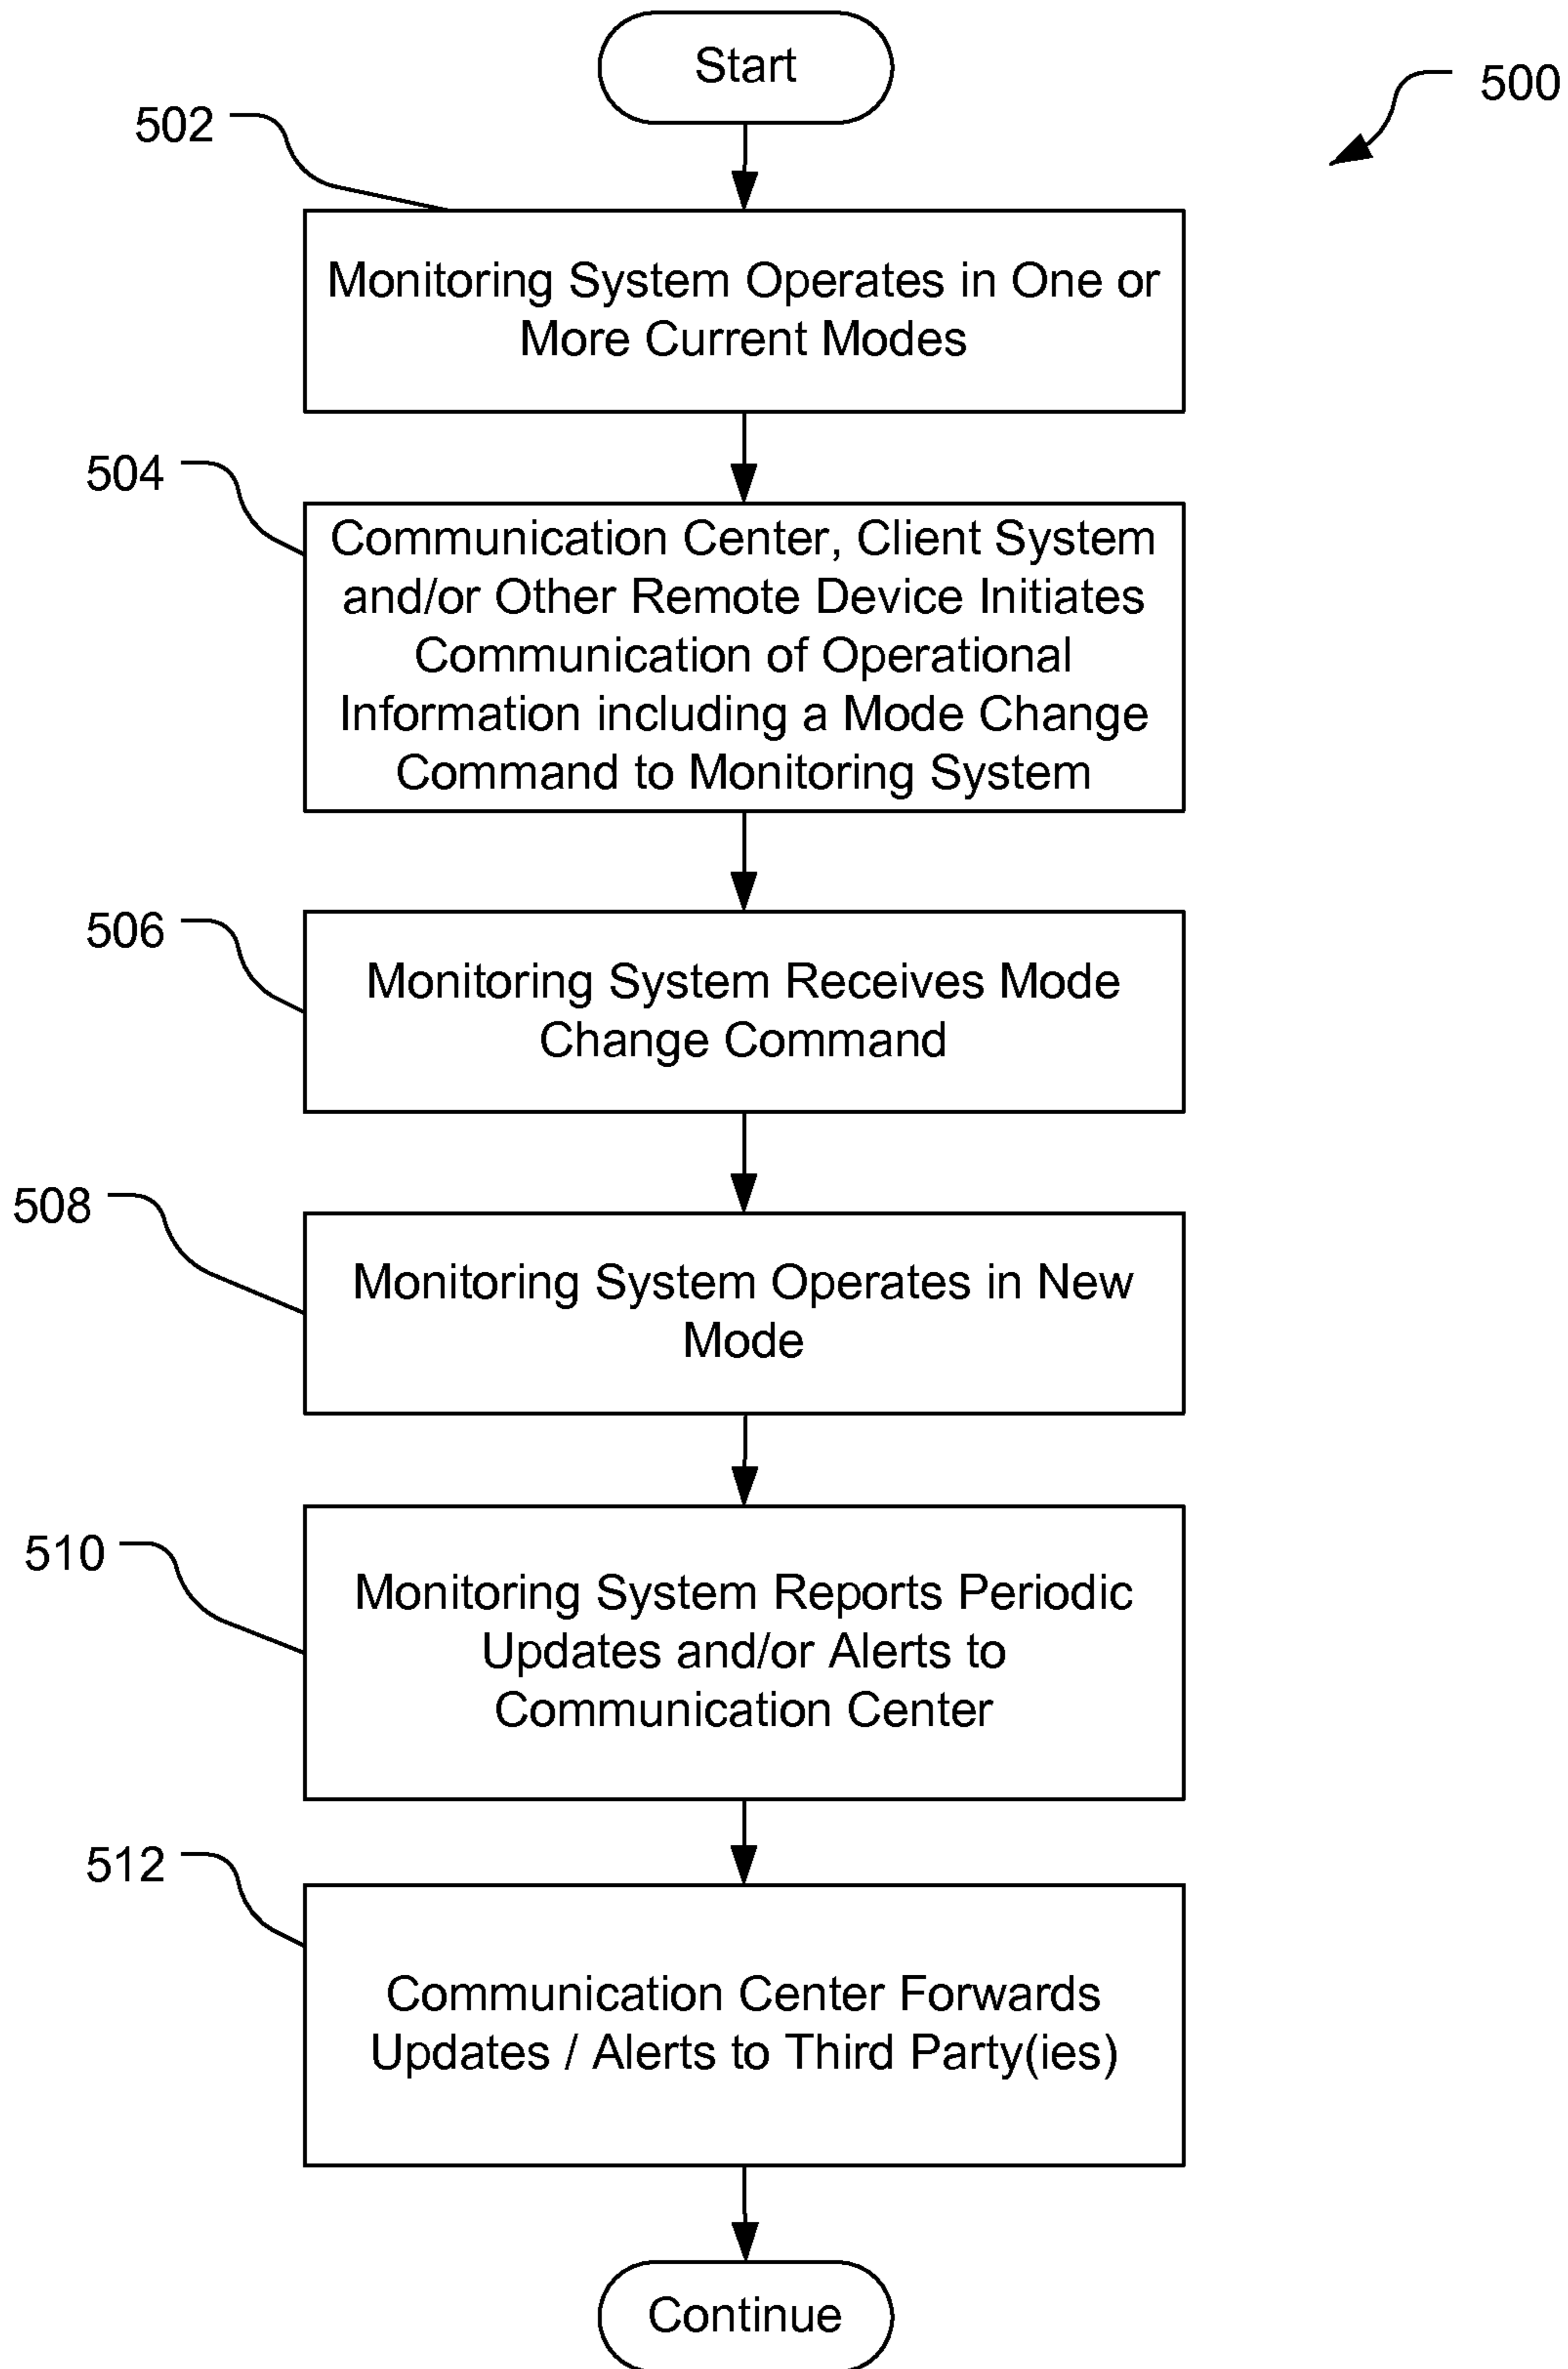 Start
500
502
Monitoring System Operates in One or
More Current Modes
504
Communication Center, Client System
and/or Other Remote Device Initiates
Communication of Operational
Information including a Mode Change
Command to Monitoring System
506
Monitoring System Receives Mode
Change Command
508
Monitoring System Operates in New
Mode
510
Monitoring System Reports Periodic
Updates and/or Alerts to
Communication Center
512
Communication Center Forwards
Updates / Alerts to Third Party(ies)
Continue